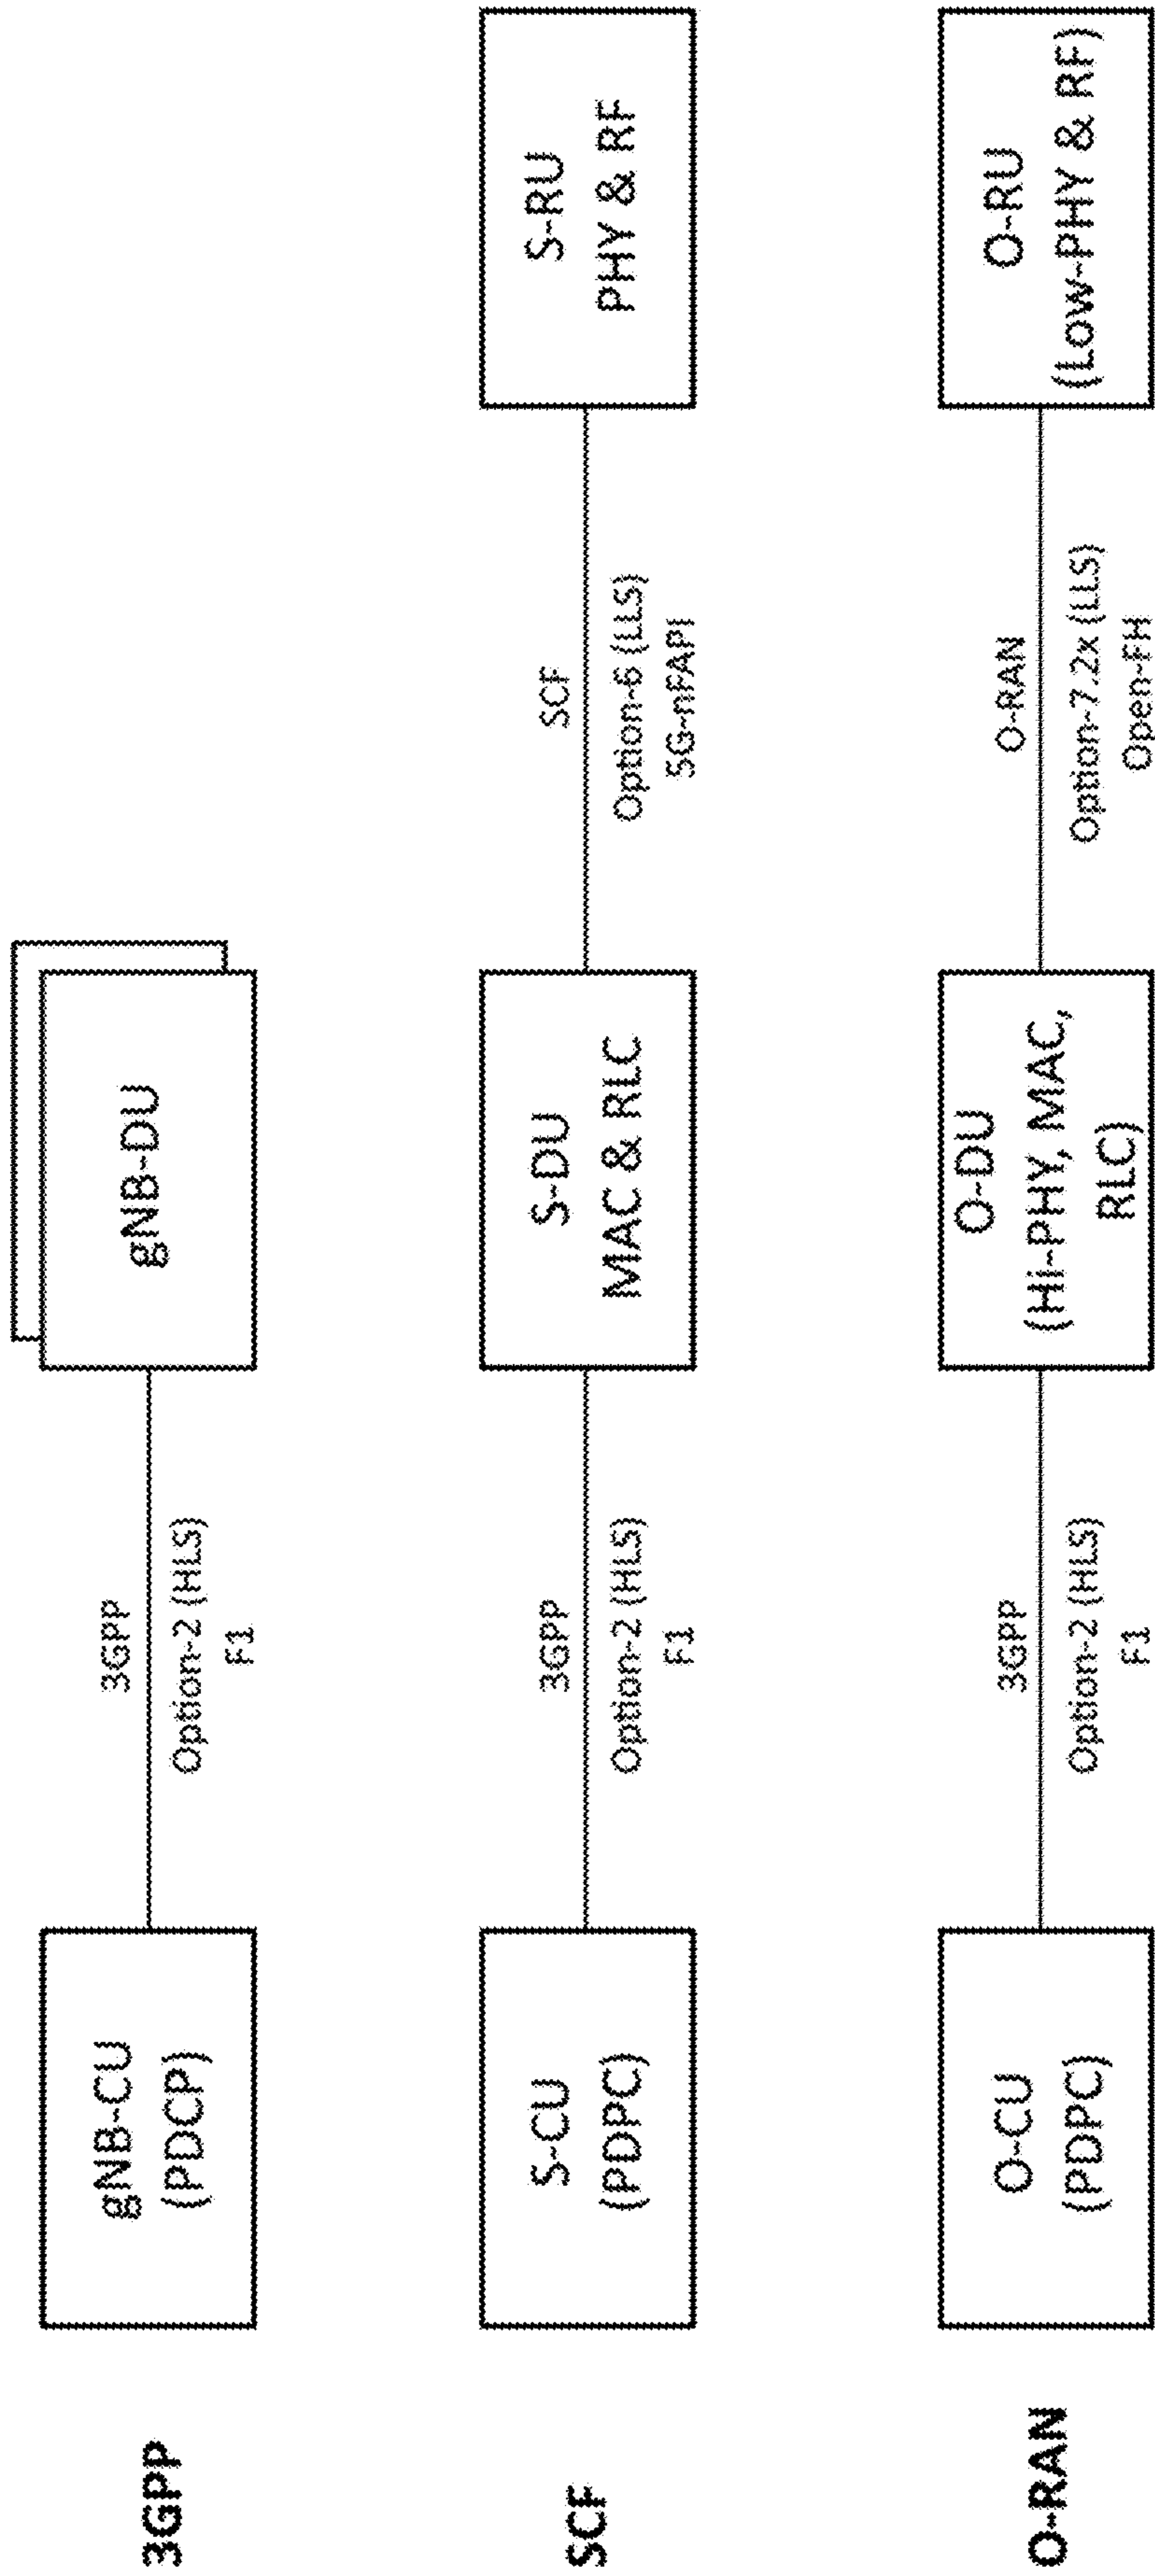 3GPP
gNB-CU
(PDCP)
3GPP
Option-2 (HLS)
F1
gNB-DU
SCF
S-CU
(PDPC)
3GPP
Option-2 (HLS)
F1
S-DU
MAC & RLC
SCF
Option-6 (LLS)
5G-nFAPI
S-RU
PHY & RF
O-RAN
O-CU
(PDPC)
3GPP
Option-2 (HLS)
F1
O-DU
(Hi-PHY, MAC,
RLC)
O-RAN
Option-7.2x (LLS)
Open-FH
O-RU
(Low-PHY & RF)